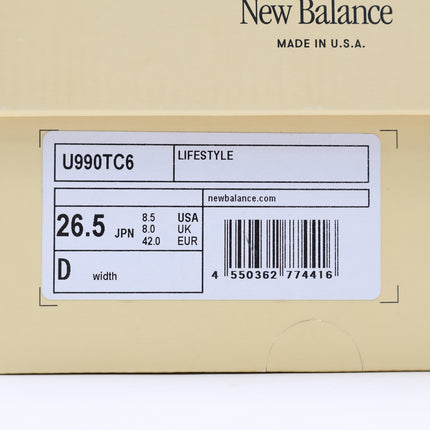 New Balance
MADE IN U.S.A.
U990TC6
LIFESTYLE
newbalance.com
26.5 JPN
8.5 USA
8.0 UK
42.0 EUR
D width
4 550362 774416